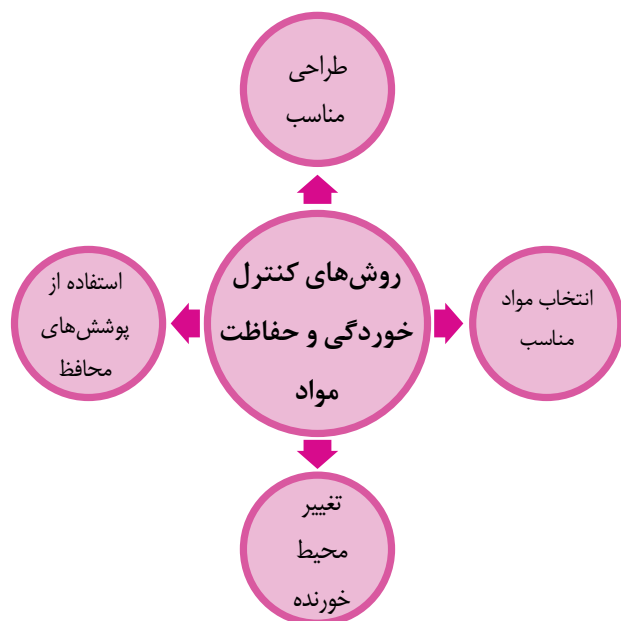 طراحی
مناسب
روش‌های کنترل
خوردگی و حفاظت
مواد
انتخاب مواد
مناسب
استفاده از
پوشش‌های
محافظ
تغییر
محیط
خورنده